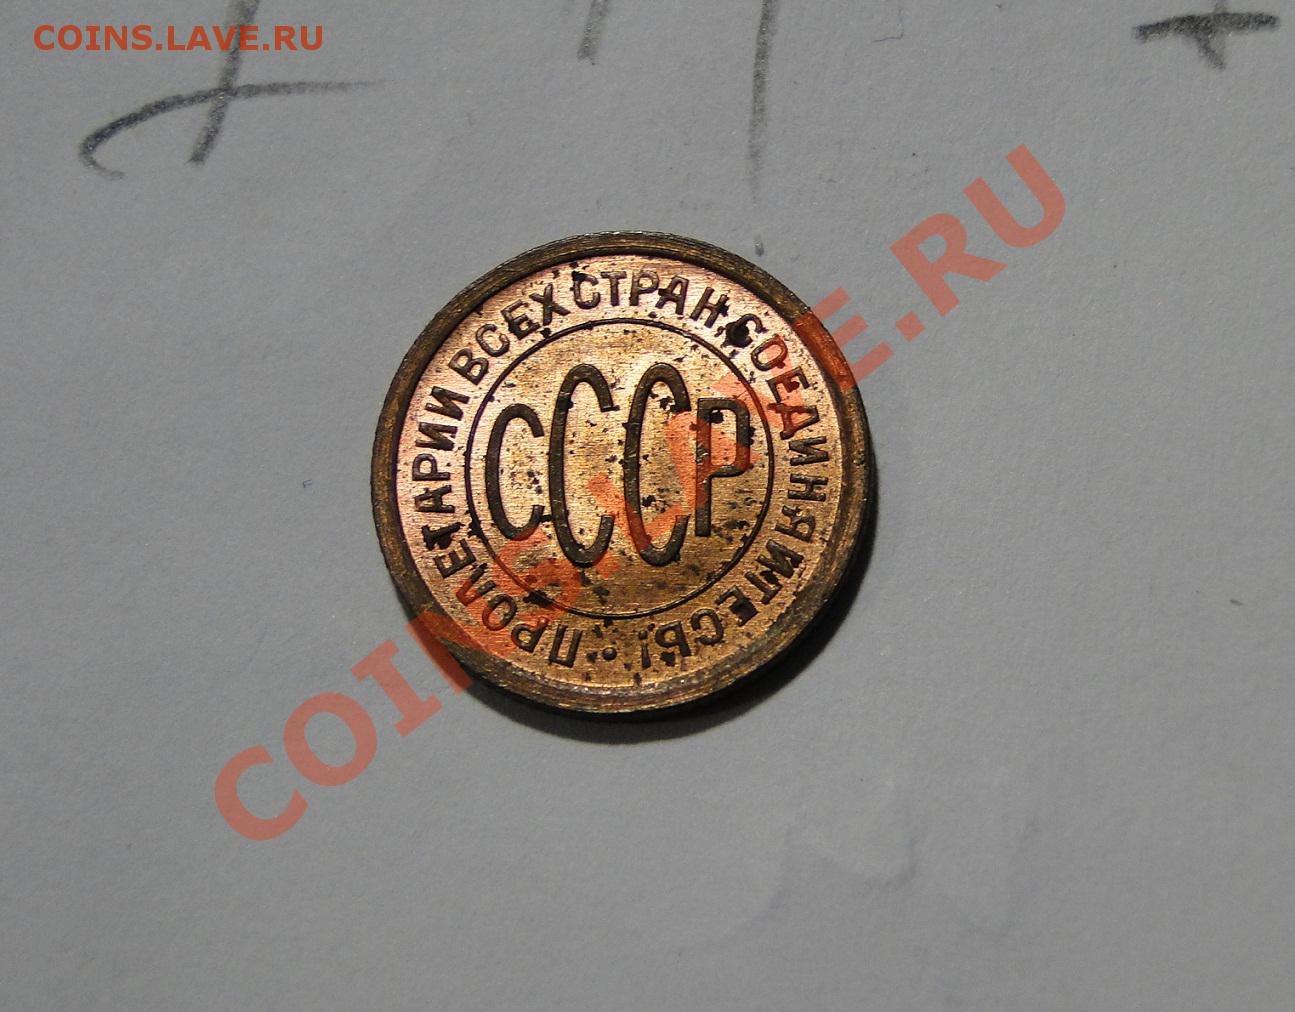 COINS.LAVE.RU
ПРОЛЕТАРИИ ВСЕХ СТРАН, СОЕДИНЯЙТЕСЬ!
СССР
COINS.LAVE.RU